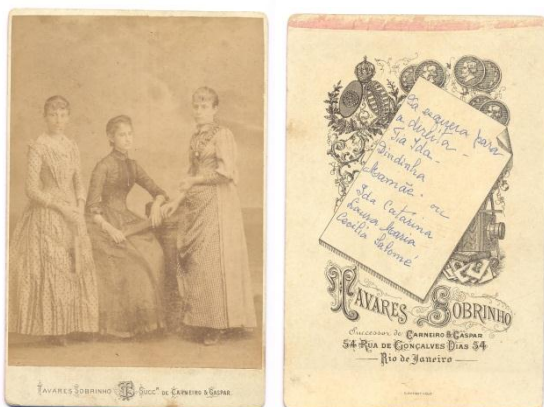 TAVARES SOBRINHO TS SUCCᴿ DE CARNEIRO & GASPAR.
Da esquerda para
a direita -
Tia Ida -
Dindinha
Mamãe - ou
Ida Catarina
Laura Maria
Cecilia Salomé
TAVARES SOBRINHO
Successor de CARNEIRO & GASPAR
54 RUA DE GONÇALVES DIAS 54
Rio de Janeiro